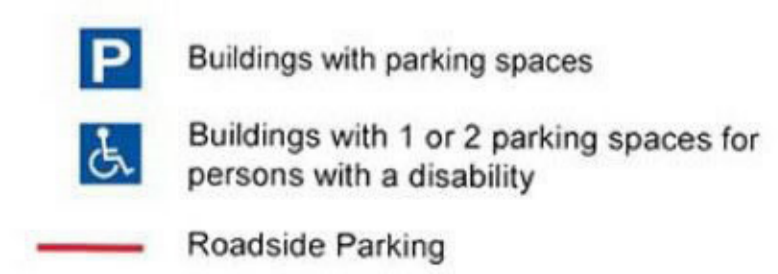 P Buildings with parking spaces
Buildings with 1 or 2 parking spaces for
persons with a disability
Roadside Parking